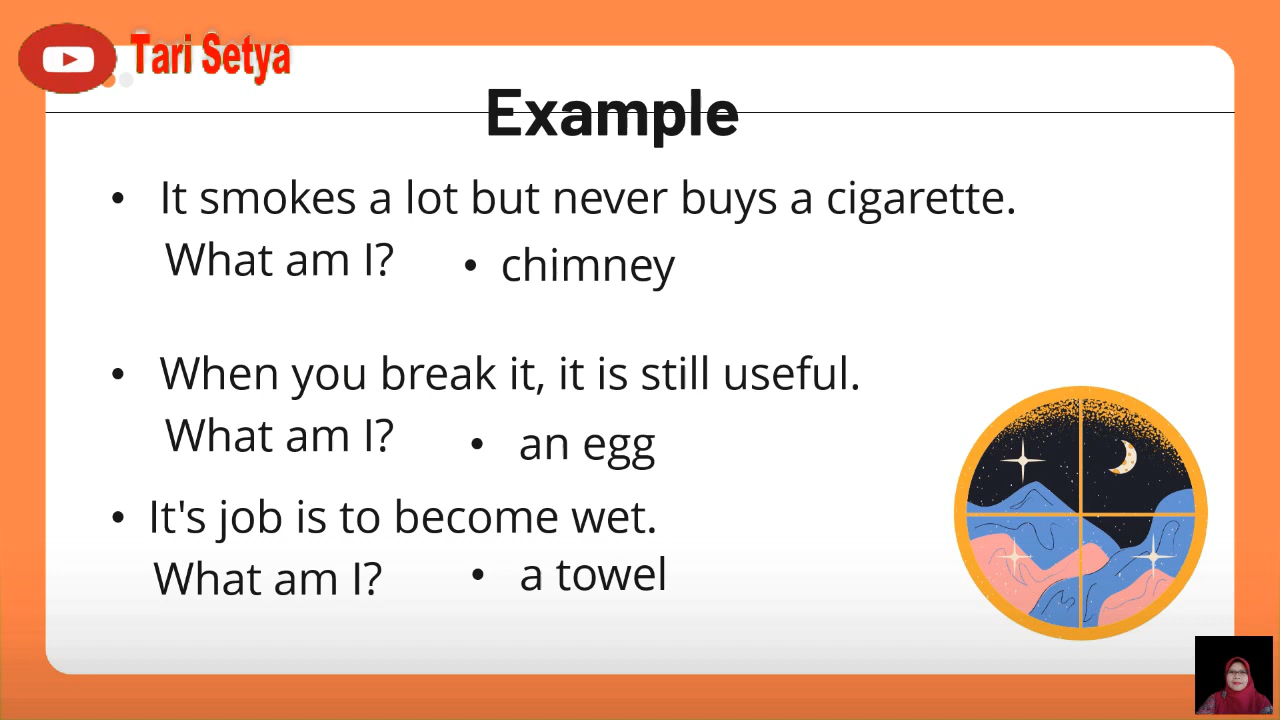 Tari Setya
Example
• It smokes a lot but never buys a cigarette.
What am I? • chimney
• When you break it, it is still useful.
What am I? • an egg
• It's job is to become wet.
What am I? • a towel